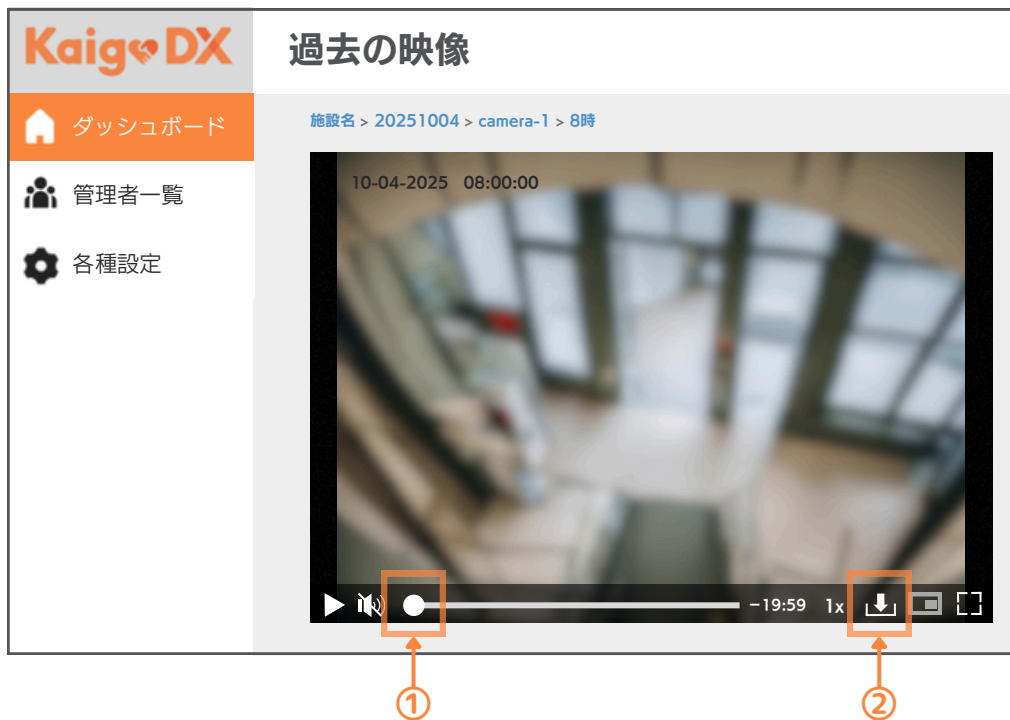 Kaigo DX
過去の映像
ダッシュボード
管理者一覧
各種設定
施設名 > 20251004 > camera-1 > 8時
10-04-2025 08:00:00
−19:59 1x
① ②